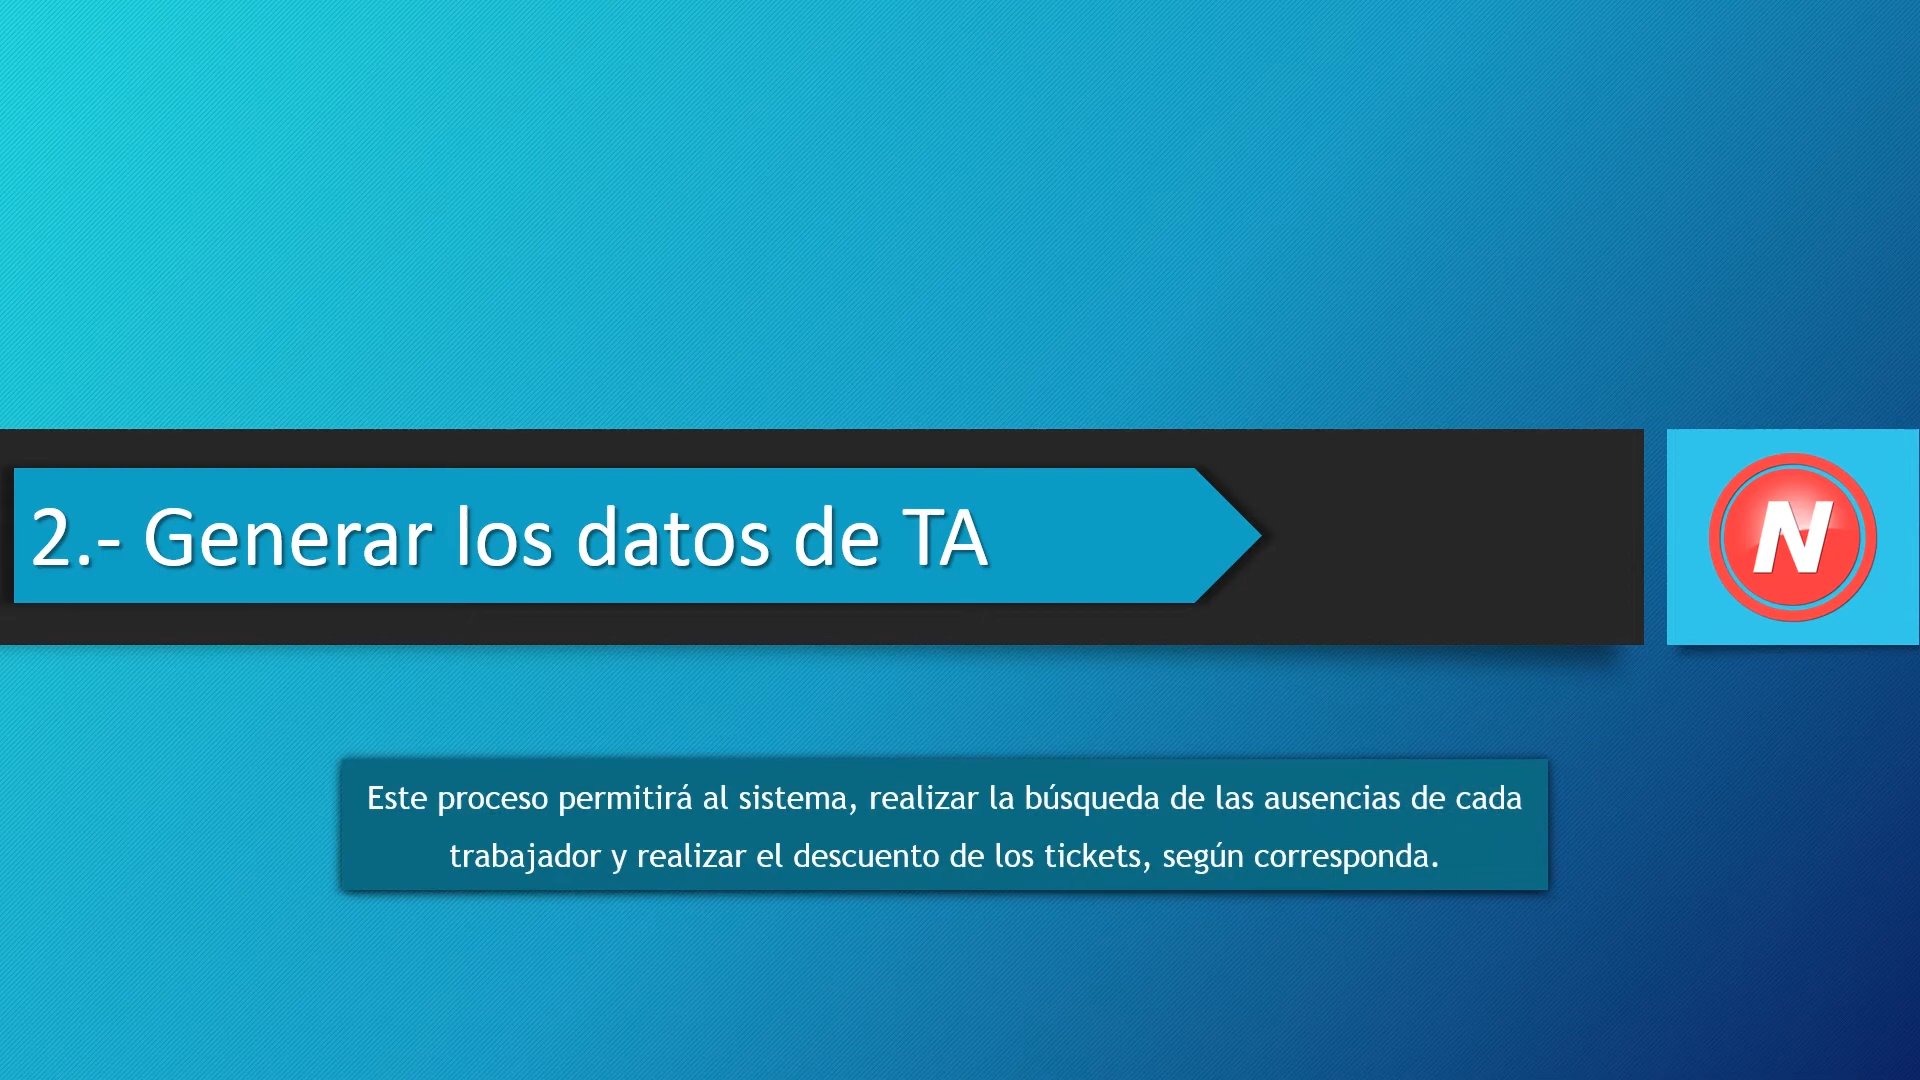 2.- Generar los datos de TA
N
Este proceso permitirá al sistema, realizar la búsqueda de las ausencias de cada
trabajador y realizar el descuento de los tickets, según corresponda.